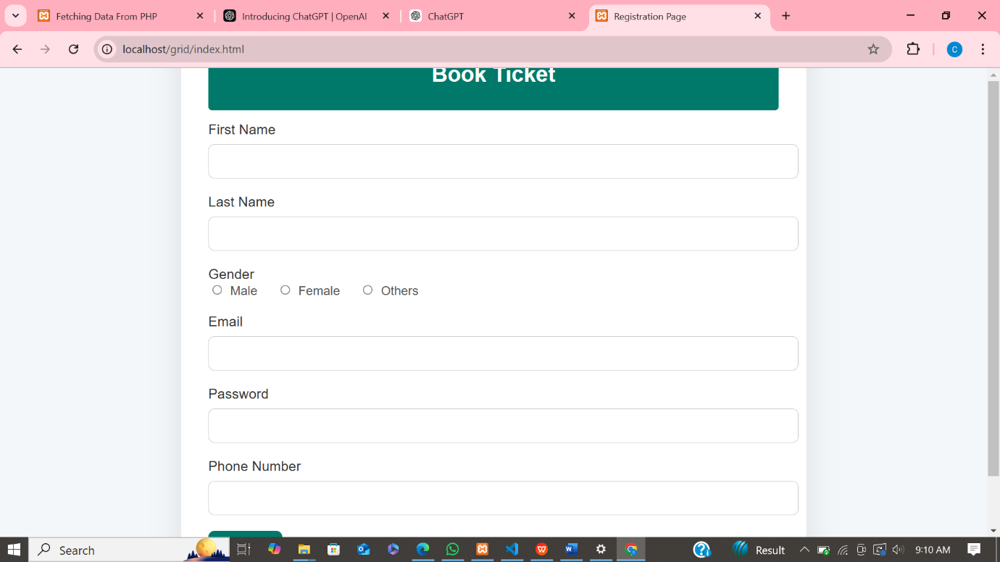 Fetching Data From PHP
Introducing ChatGPT | OpenAI
ChatGPT
Registration Page
localhost/grid/index.html
C
Book Ticket
First Name
Last Name
Gender
Male Female Others
Email
Password
Phone Number
Search
Result
9:10 AM